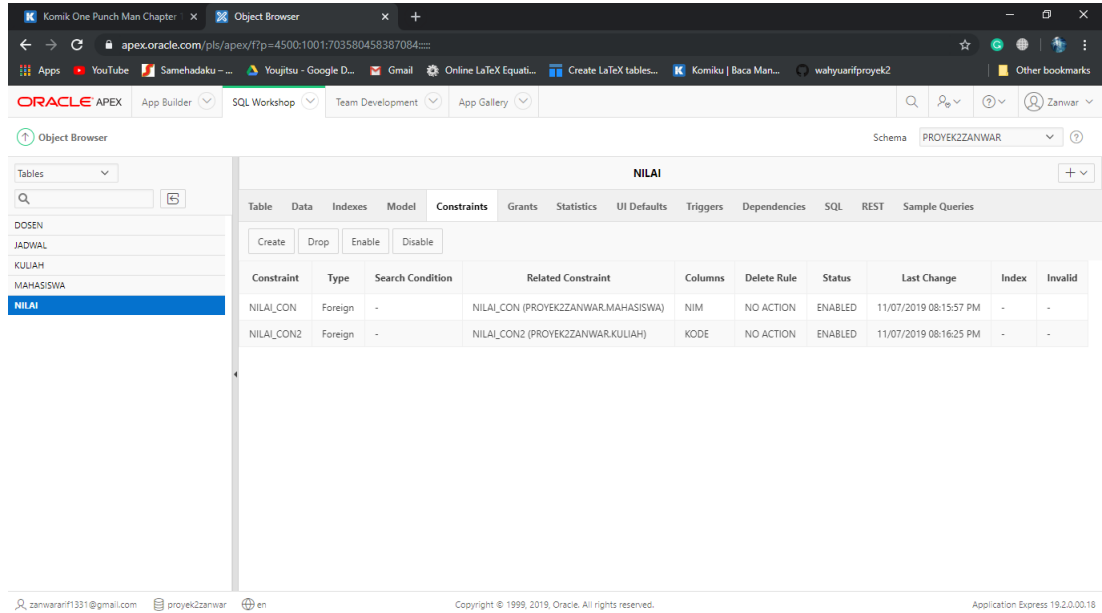 Komik One Punch Man Chapter
Object Browser
apex.oracle.com/pls/apex/f?p=4500:1001:703580458387084:::::
Apps YouTube Samehadaku – ... Youjitsu - Google D... Gmail Online LaTeX Equati... Create LaTeX tables... Komiku | Baca Man... wahyuarifproyek2 Other bookmarks
ORACLE APEX App Builder SQL Workshop Team Development App Gallery Zanwar
Object Browser Schema PROYEK2ZANWAR
Tables
NILAI
Table Data Indexes Model Constraints Grants Statistics UI Defaults Triggers Dependencies SQL REST Sample Queries
DOSEN
JADWAL
KULIAH
MAHASISWA
NILAI
Create Drop Enable Disable
Constraint Type Search Condition Related Constraint Columns Delete Rule Status Last Change Index Invalid
NILAI_CON Foreign - NILAI_CON (PROYEK2ZANWAR.MAHASISWA) NIM NO ACTION ENABLED 11/07/2019 08:15:57 PM - -
NILAI_CON2 Foreign - NILAI_CON2 (PROYEK2ZANWAR.KULIAH) KODE NO ACTION ENABLED 11/07/2019 08:16:25 PM - -
zanwararif1331@gmail.com proyek2zanwar en Copyright © 1999, 2019, Oracle. All rights reserved. Application Express 19.2.0.00.18